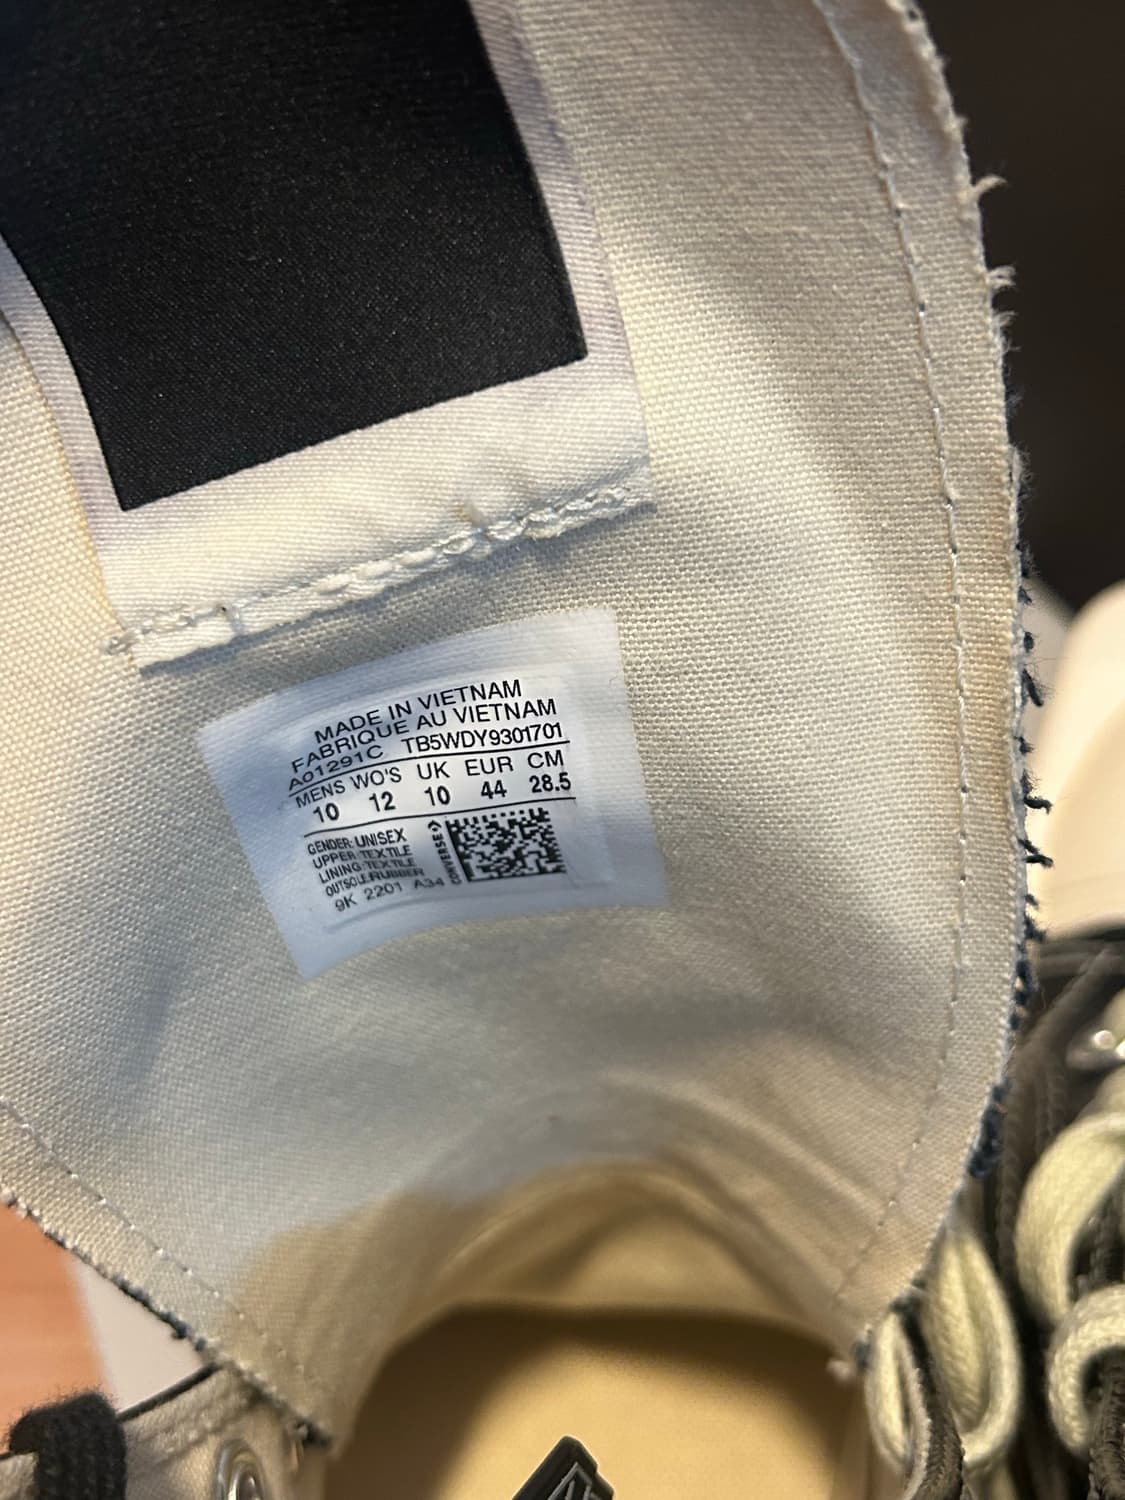 MADE IN VIETNAM
FABRIQUE AU VIETNAM
A01291C TB5WDY9301701
MENS WO'S UK EUR CM
10 12 10 44 28.5
GENDER: UNISEX
UPPER: TEXTILE
LINING: TEXTILE
OUTSOLE: RUBBER
9K 2201 A34
CONVERSE